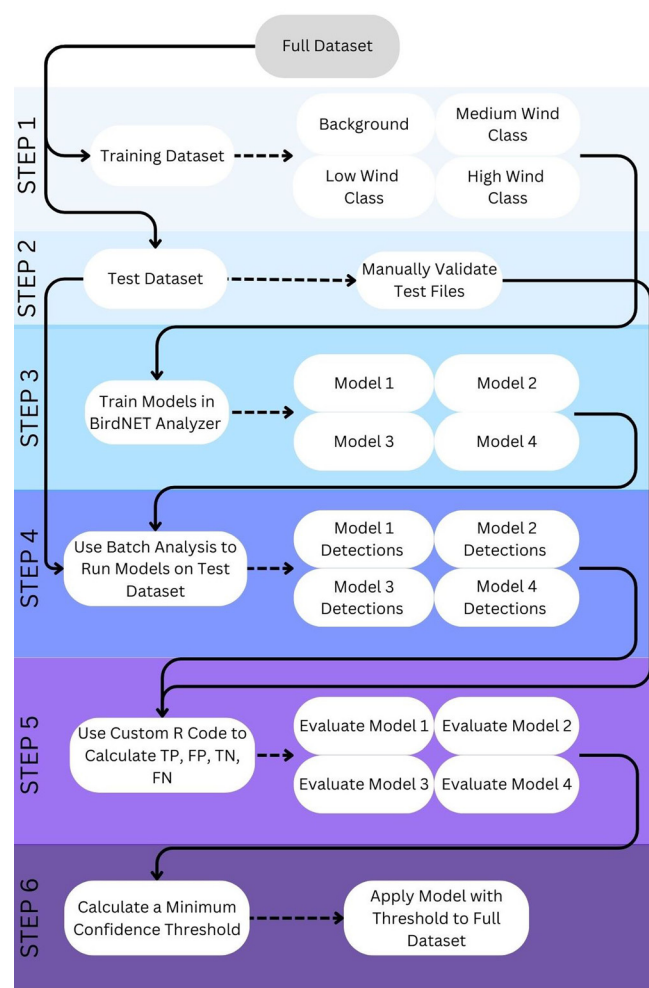 Full Dataset
STEP 1
Training Dataset
Background
Medium Wind
Class
Low Wind
Class
High Wind
Class
STEP 2
Test Dataset
Manually Validate
Test Files
STEP 3
Train Models in
BirdNET Analyzer
Model 1
Model 2
Model 3
Model 4
STEP 4
Use Batch Analysis to
Run Models on Test
Dataset
Model 1
Detections
Model 2
Detections
Model 3
Detections
Model 4
Detections
STEP 5
Use Custom R Code to
Calculate TP, FP, TN,
FN
Evaluate Model 1
Evaluate Model 2
Evaluate Model 3
Evaluate Model 4
STEP 6
Calculate a Minimum
Confidence Threshold
Apply Model with
Threshold to Full
Dataset